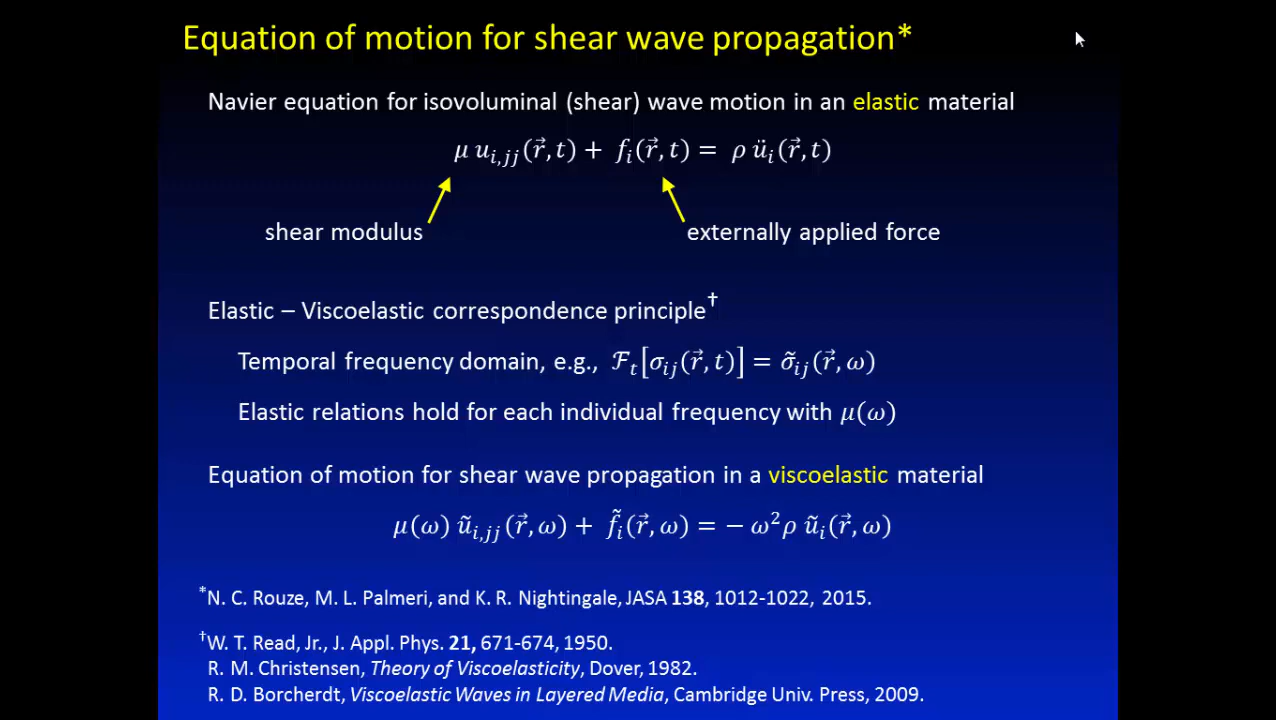 Equation of motion for shear wave propagation*
Navier equation for isovoluminal (shear) wave motion in an elastic material
μ u_{i,jj}(r⃗,t) + f_i(r⃗,t) = ρ ü_i(r⃗,t)
shear modulus
externally applied force
Elastic – Viscoelastic correspondence principle†
Temporal frequency domain, e.g., ℱ_t[σ_{ij}(r⃗,t)] = σ̃_{ij}(r⃗,ω)
Elastic relations hold for each individual frequency with μ(ω)
Equation of motion for shear wave propagation in a viscoelastic material
μ(ω) ũ_{i,jj}(r⃗,ω) + f̃_i(r⃗,ω) = − ω²ρ ũ_i(r⃗,ω)
*N. C. Rouze, M. L. Palmeri, and K. R. Nightingale, JASA 138, 1012-1022, 2015.
†W. T. Read, Jr., J. Appl. Phys. 21, 671-674, 1950.
R. M. Christensen, Theory of Viscoelasticity, Dover, 1982.
R. D. Borcherdt, Viscoelastic Waves in Layered Media, Cambridge Univ. Press, 2009.